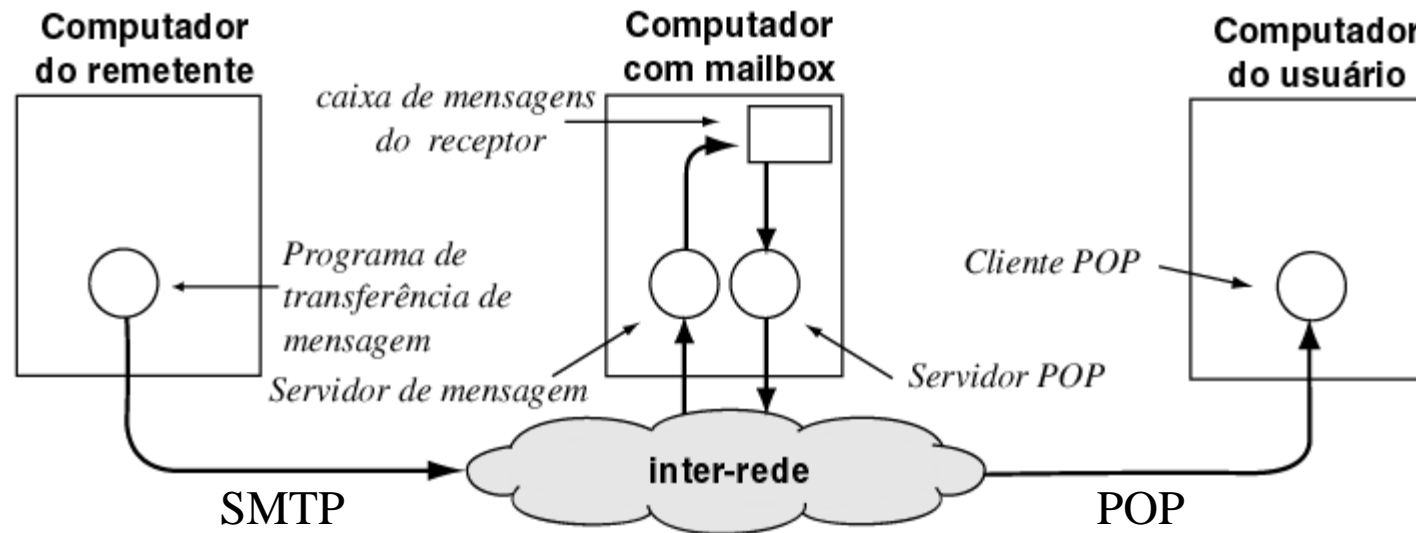 Computador
do remetente
Computador
com mailbox
Computador
do usuário
caixa de mensagens
do receptor
Programa de
transferência de
mensagem
Servidor de mensagem
Cliente POP
Servidor POP
inter-rede
SMTP
POP